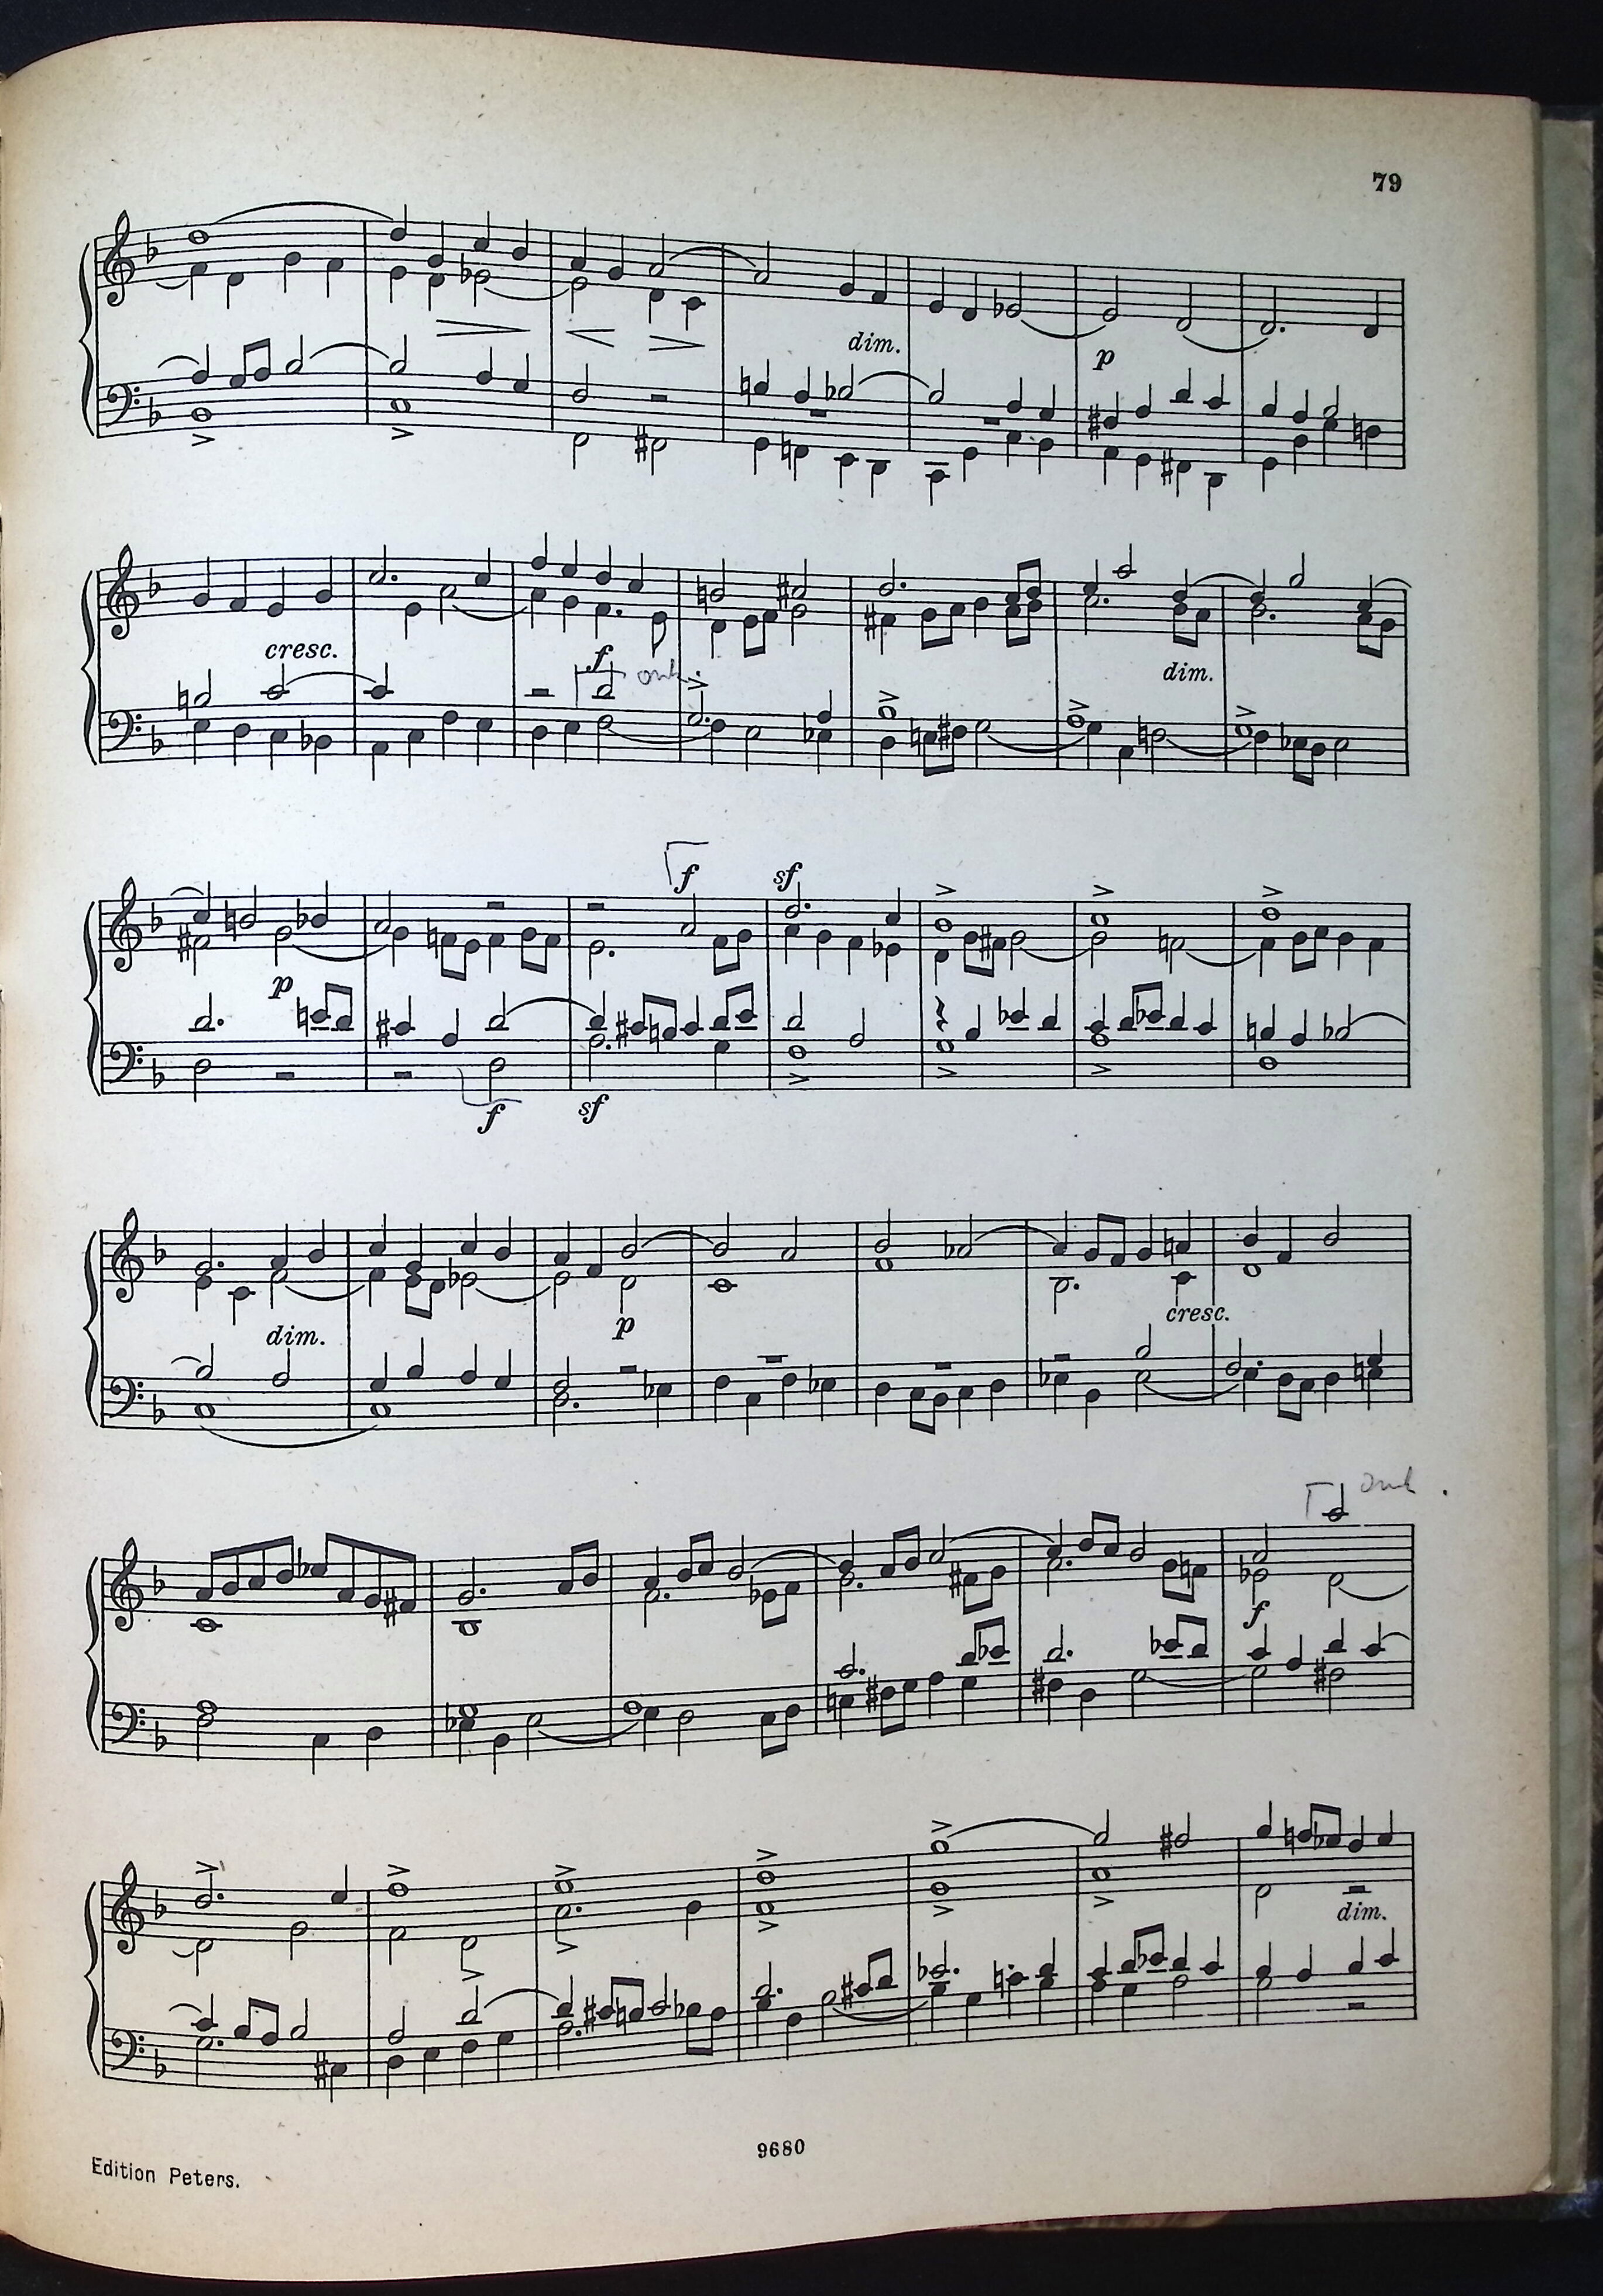 79
dim.
p
cresc.
f
dim.
f
sf
p
f
sf
dim.
p
cresc.
f
dim.
9680
Edition Peters.